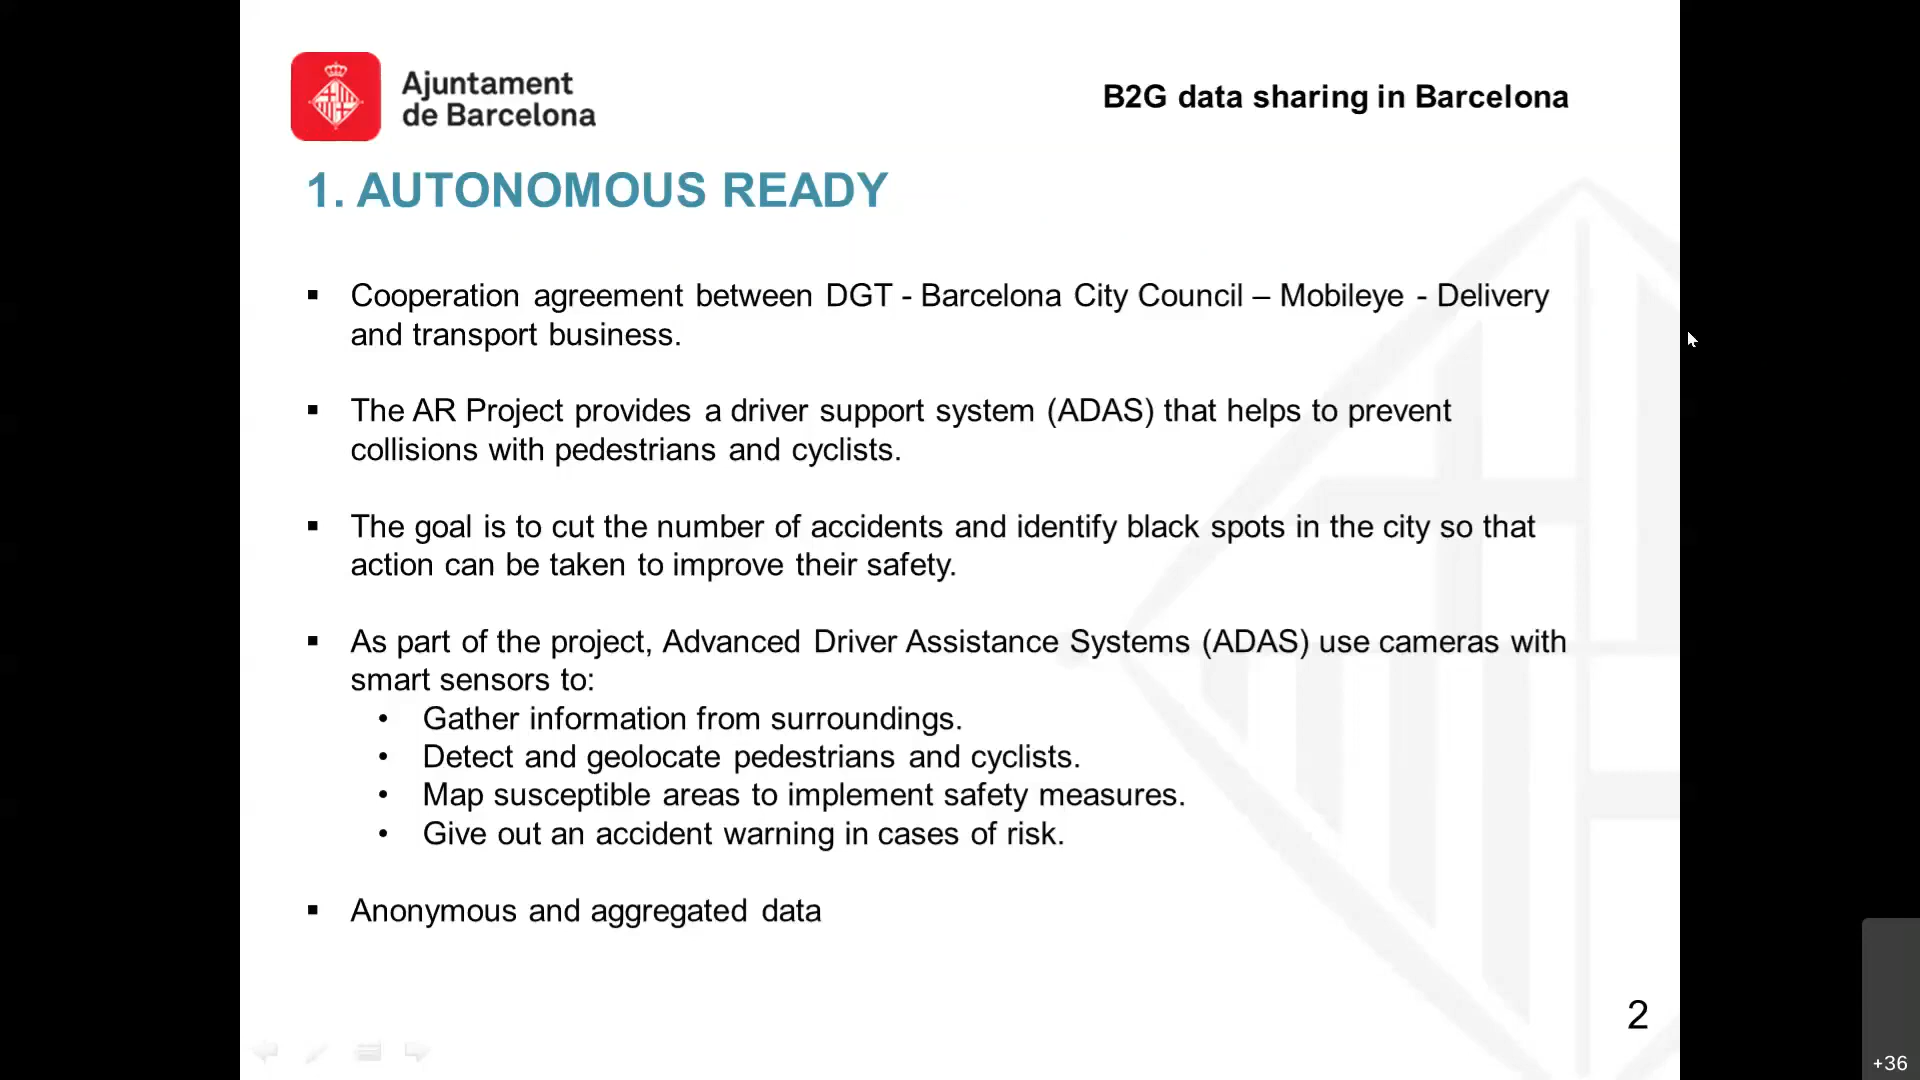 Ajuntament
de Barcelona
B2G data sharing in Barcelona
1. AUTONOMOUS READY
▪ Cooperation agreement between DGT - Barcelona City Council – Mobileye - Delivery
and transport business.
▪ The AR Project provides a driver support system (ADAS) that helps to prevent
collisions with pedestrians and cyclists.
▪ The goal is to cut the number of accidents and identify black spots in the city so that
action can be taken to improve their safety.
▪ As part of the project, Advanced Driver Assistance Systems (ADAS) use cameras with
smart sensors to:
• Gather information from surroundings.
• Detect and geolocate pedestrians and cyclists.
• Map susceptible areas to implement safety measures.
• Give out an accident warning in cases of risk.
▪ Anonymous and aggregated data
2
+36